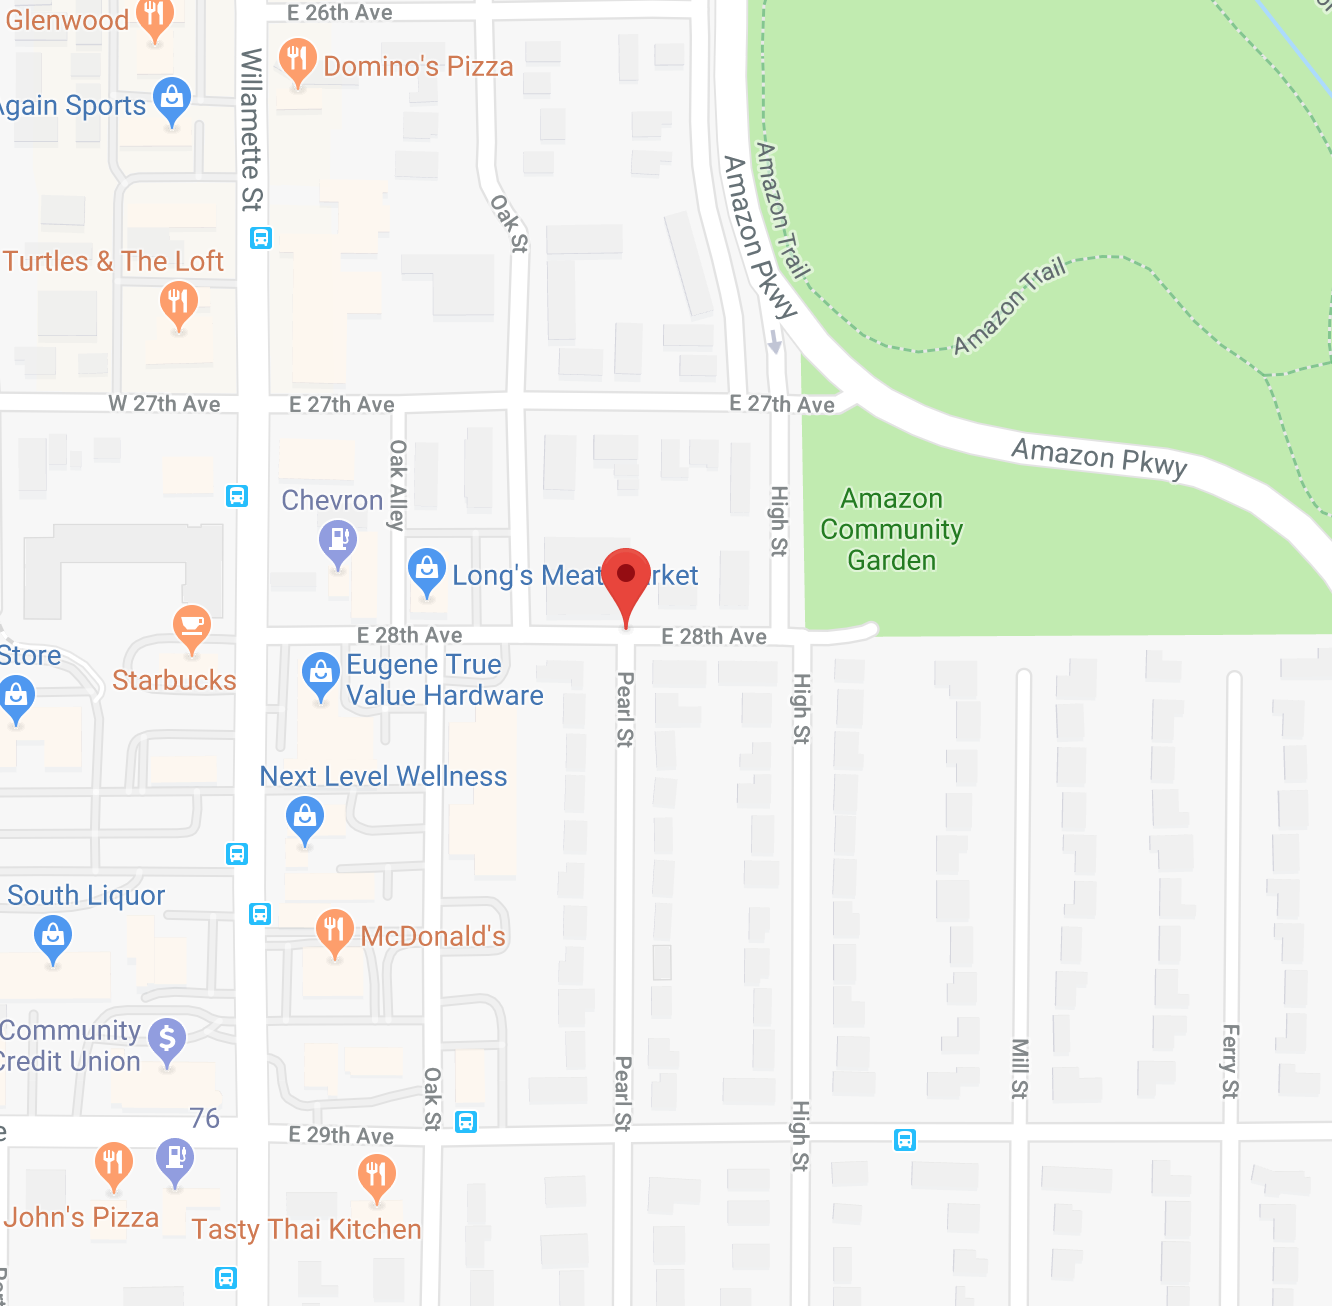 E 26th Ave
Glenwood
Willamette St
Domino's Pizza
Again Sports
Amazon Trail
Amazon Pkwy
Oak St
Turtles & The Loft
Amazon Trail
W 27th Ave
E 27th Ave
E 27th Ave
Oak Alley
Amazon Pkwy
Chevron
High St
Amazon
Community
Garden
Long's Meat rket
E 28th Ave
E 28th Ave
Store
Starbucks
Eugene True
Value Hardware
Pearl St
High St
Next Level Wellness
South Liquor
McDonald's
Community
Credit Union
$
76
Oak St
Pearl St
High St
Mill St
Ferry St
E 29th Ave
John's Pizza
Tasty Thai Kitchen